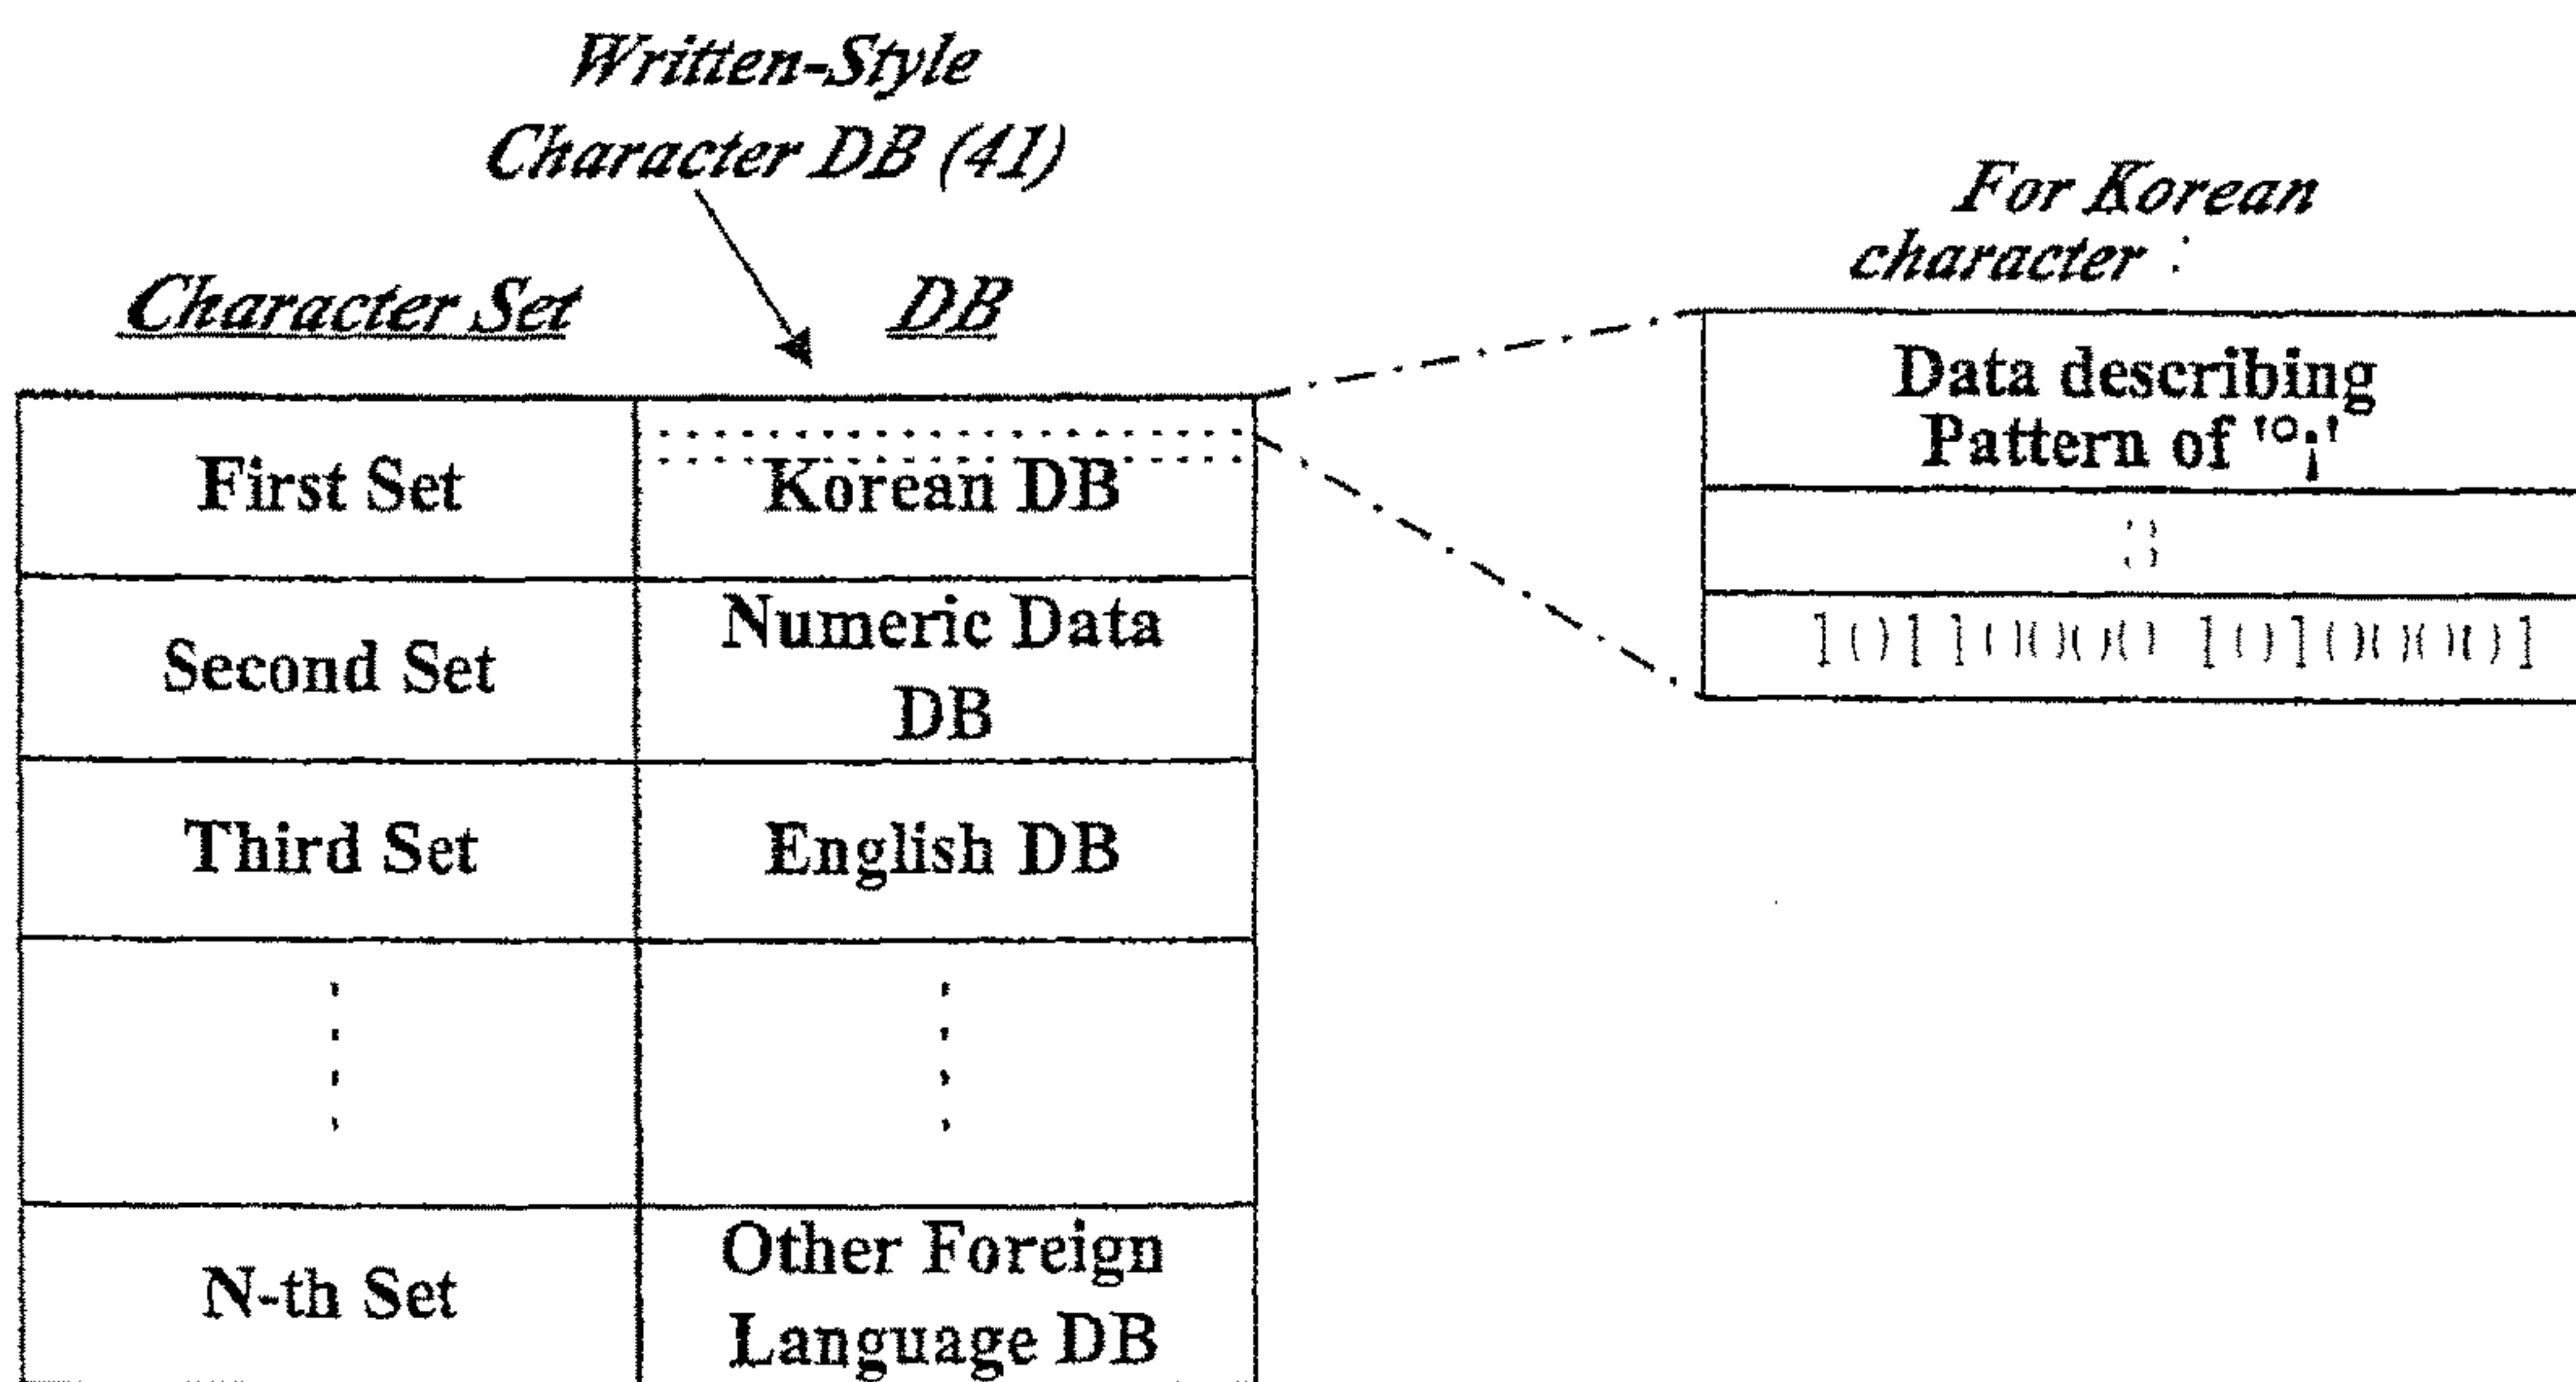 Written-Style
Character DB (41)
Character Set
DB
First Set
Korean DB
Second Set
Numeric Data
DB
Third Set
English DB
N-th Set
Other Foreign
Language DB
For Korean
character :
Data describing
Pattern of '°¡'